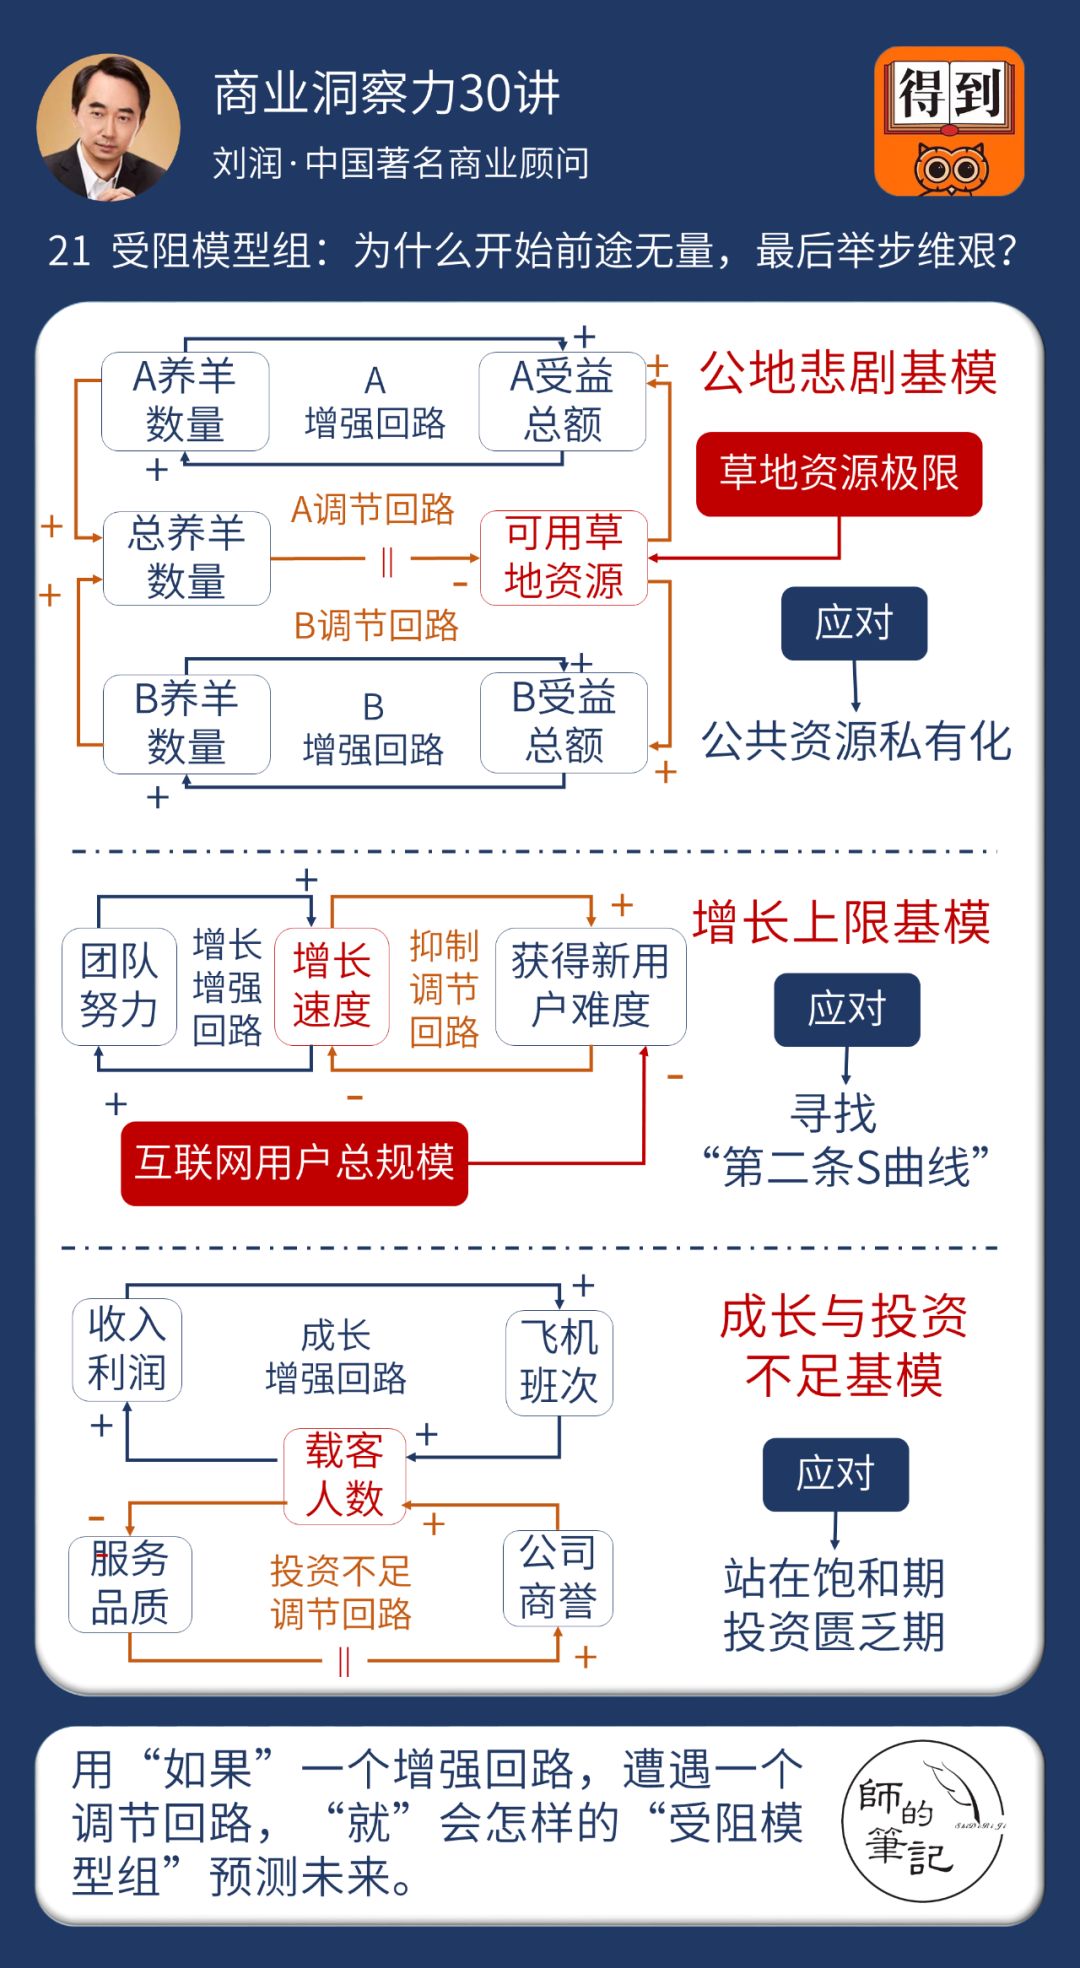 商业洞察力30讲
刘润·中国著名商业顾问
得到
21 受阻模型组：为什么开始前途无量，最后举步维艰？
公地悲剧基模
A养羊
数量
A
增强回路
A受益
总额
+
+
+
草地资源极限
A调节回路
+
总养羊
数量
||
-
可用草
地资源
+
B调节回路
应对
公共资源私有化
B养羊
数量
B
增强回路
B受益
总额
+
+
+
增长上限基模
+
+
团队
努力
增长
增强
回路
增长
速度
抑制
调节
回路
获得新用
户难度
+
-
-
互联网用户总规模
应对
寻找
“第二条S曲线”
成长与投资
不足基模
+
收入
利润
成长
增强回路
飞机
班次
+
+
载客
人数
-
+
服务
品质
-
投资不足
调节回路
公司
商誉
||
+
应对
站在饱和期
投资匮乏期
用“如果”一个增强回路，遭遇一个
调节回路，“就”会怎样的“受阻模
型组”预测未来。
師的
筆記
ShiDeBiJi